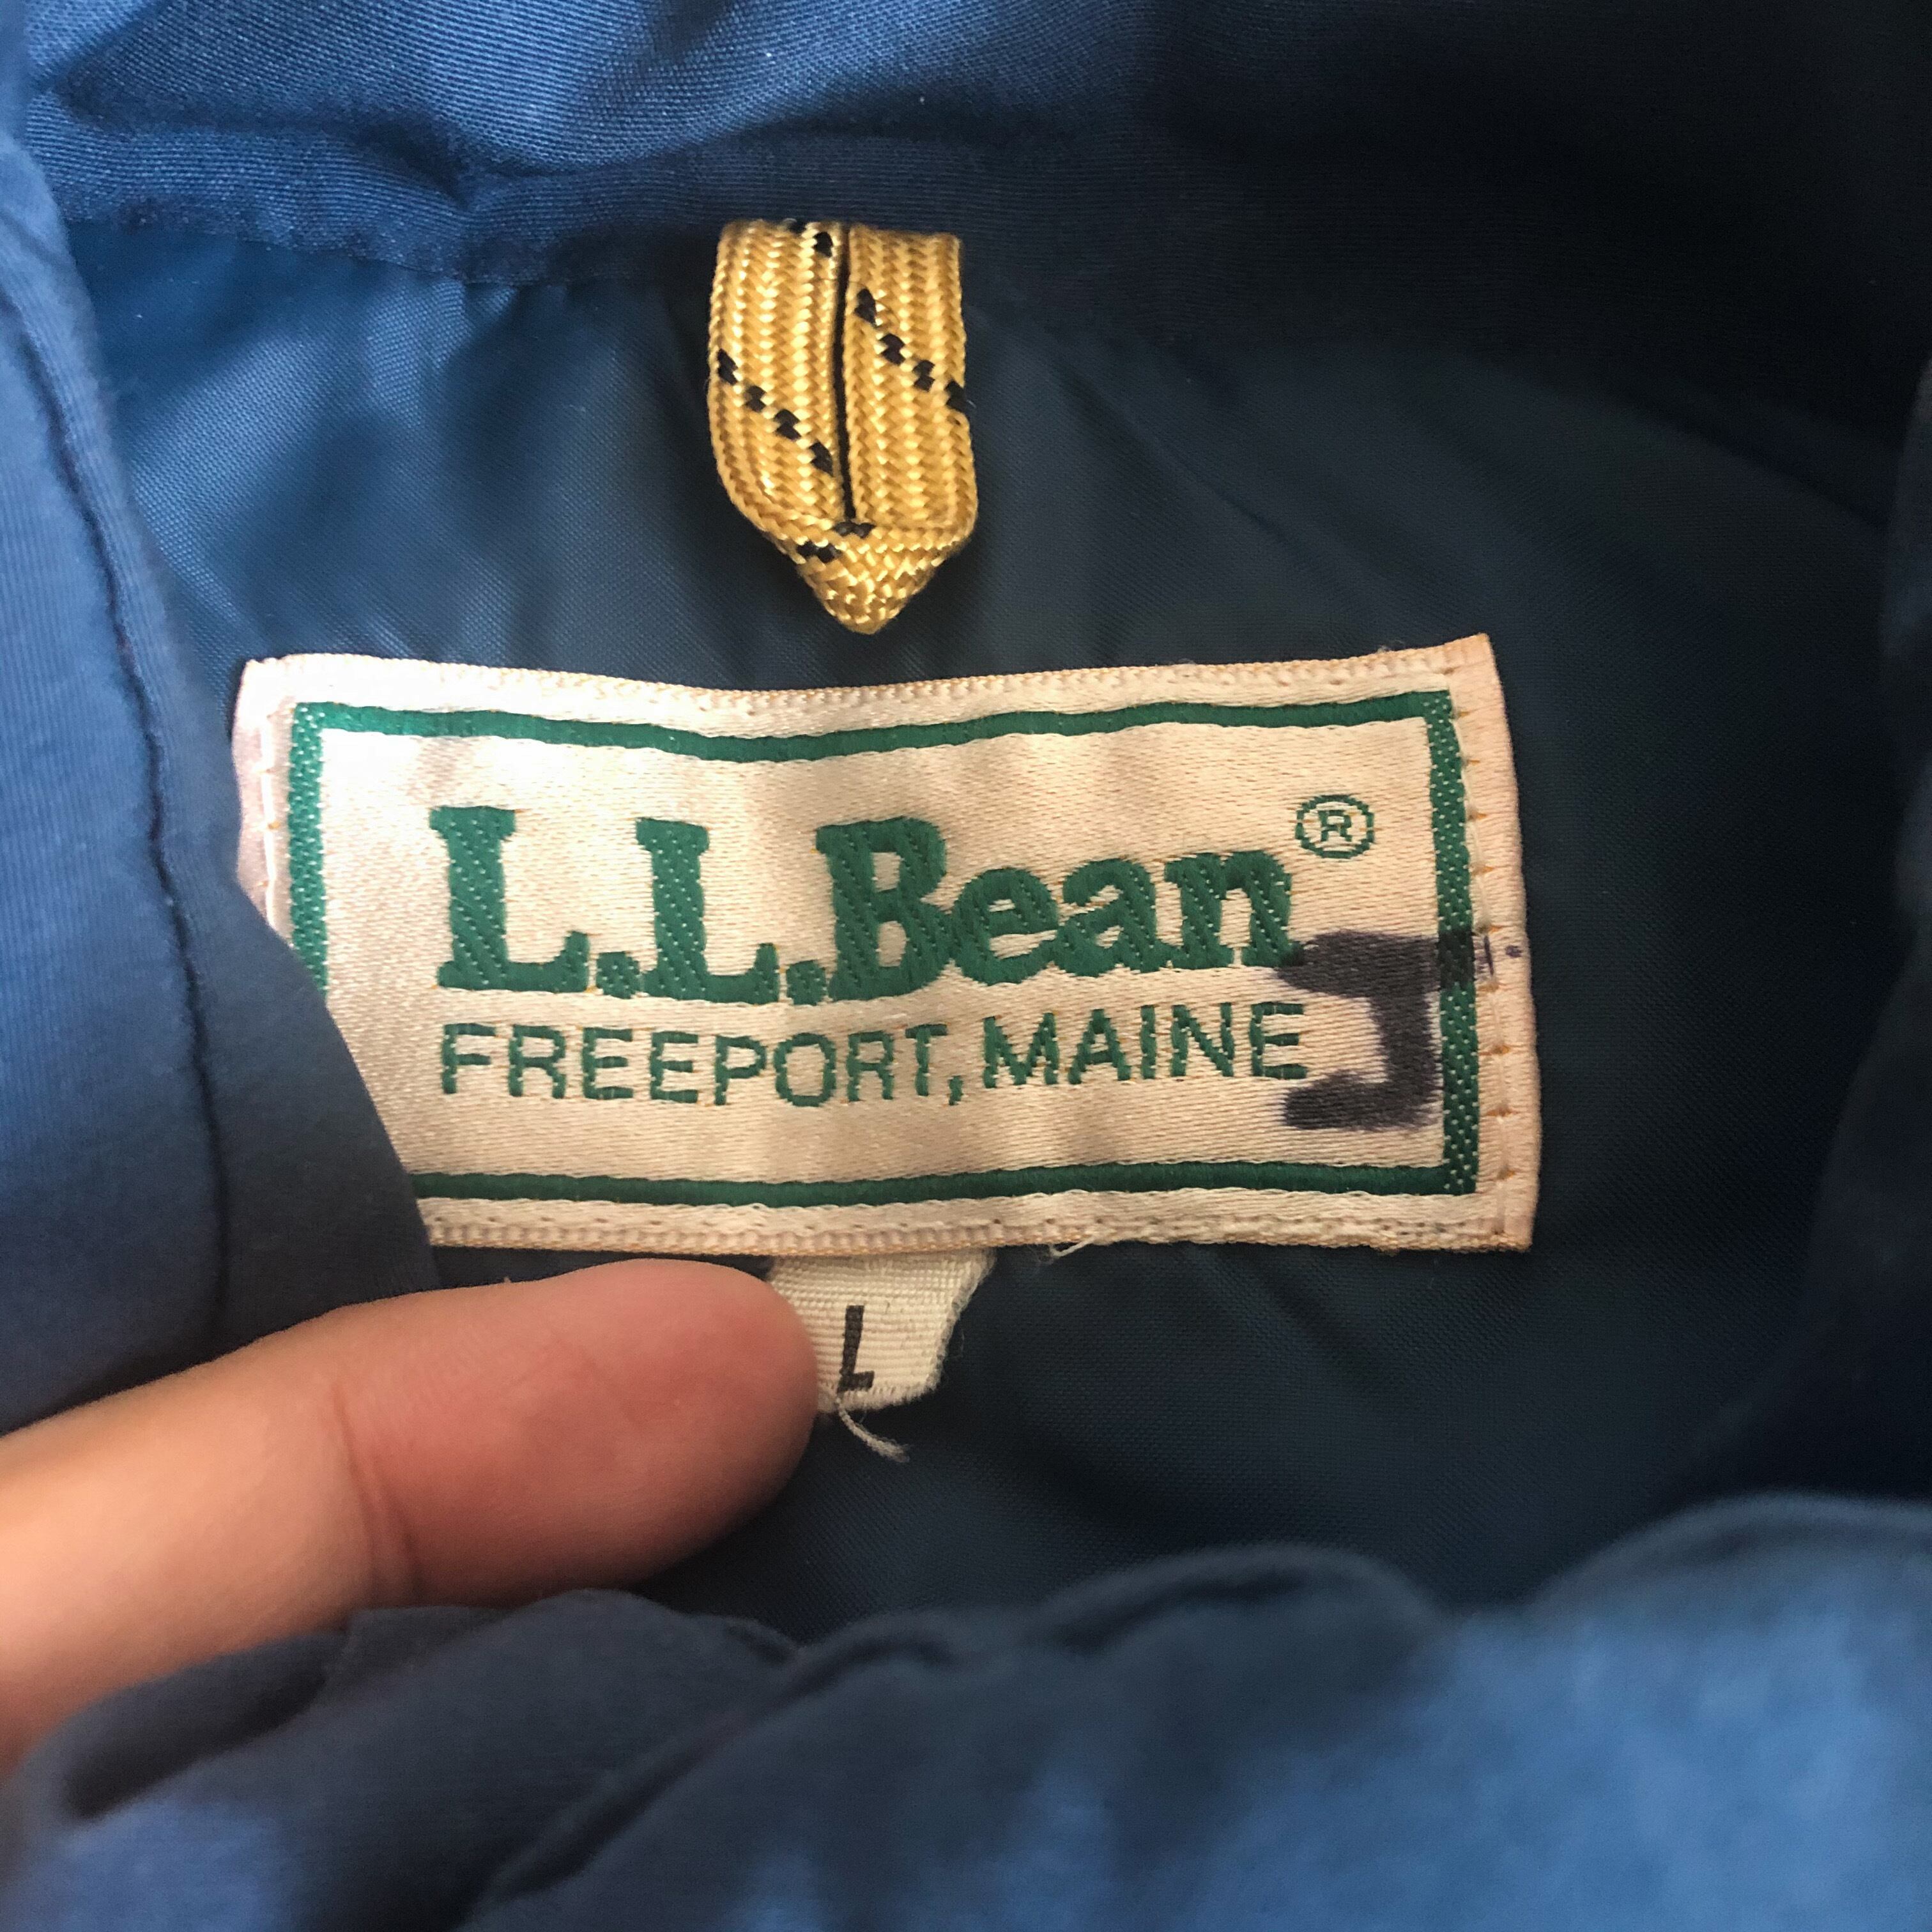 L.L.Bean®
FREEPORT, MAINE
J
L